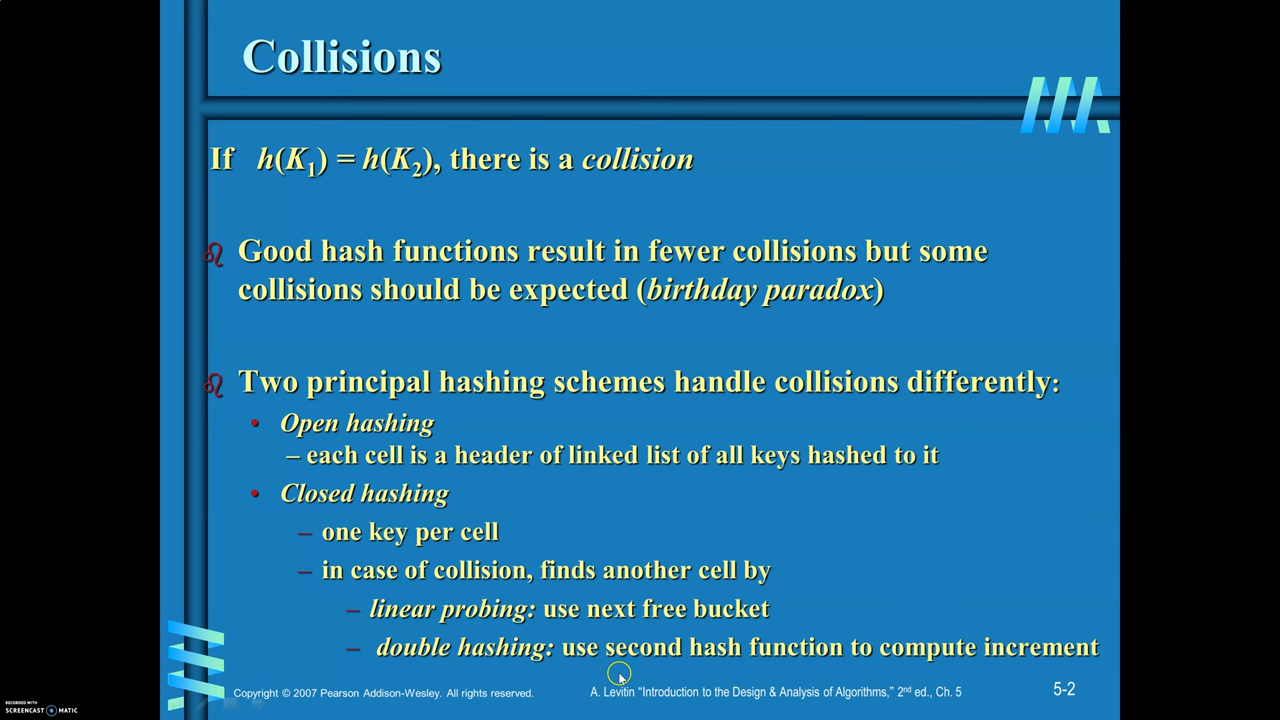 Collisions
If h(K1) = h(K2), there is a collision
Good hash functions result in fewer collisions but some
collisions should be expected (birthday paradox)
Two principal hashing schemes handle collisions differently:
• Open hashing
– each cell is a header of linked list of all keys hashed to it
• Closed hashing
– one key per cell
– in case of collision, finds another cell by
– linear probing: use next free bucket
– double hashing: use second hash function to compute increment
Copyright © 2007 Pearson Addison-Wesley. All rights reserved.
A. Levitin “Introduction to the Design & Analysis of Algorithms,” 2nd ed., Ch. 5
5-2
RECORDED WITH
SCREENCAST MATIC